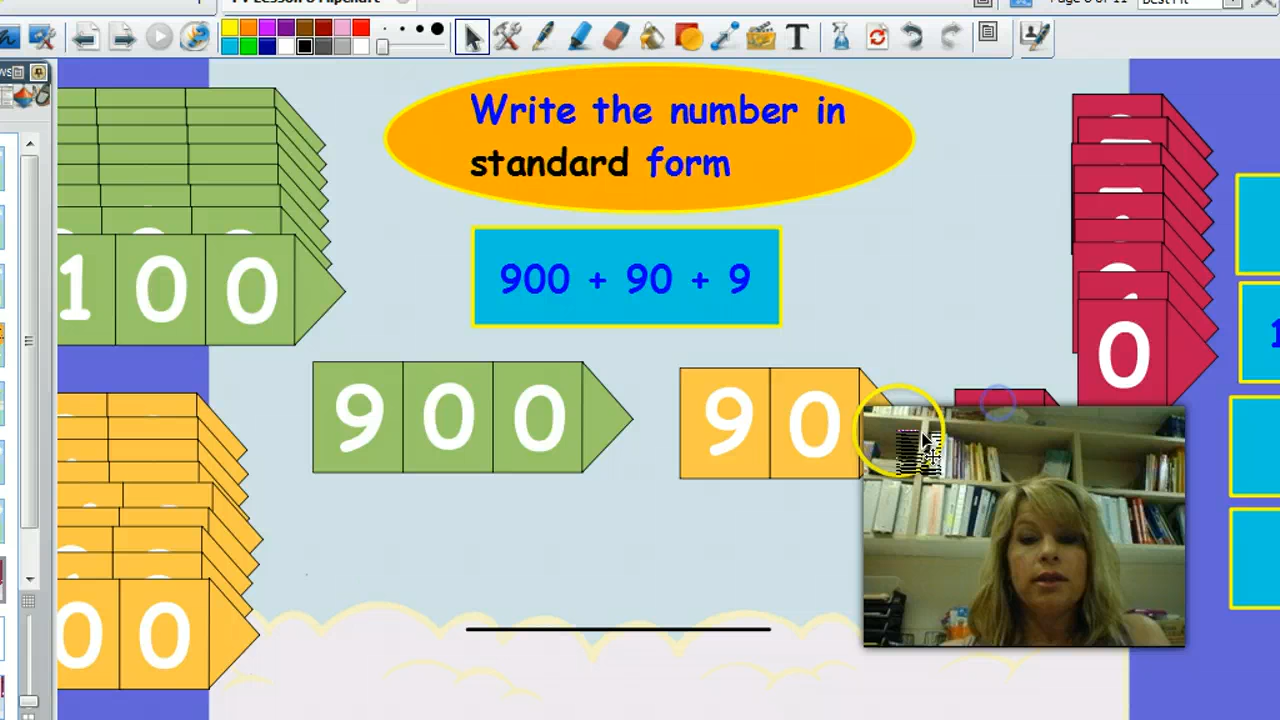 Write the number in
standard form
900 + 90 + 9
100
900
90
0
00